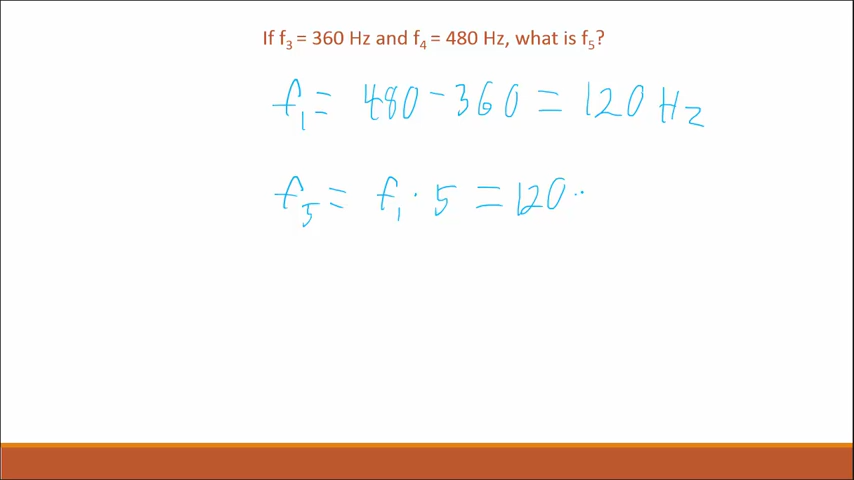 If f₃ = 360 Hz and f₄ = 480 Hz, what is f₅?
f₁ = 480 - 360 = 120 Hz
f₅ = f₁ · 5 = 120 ·